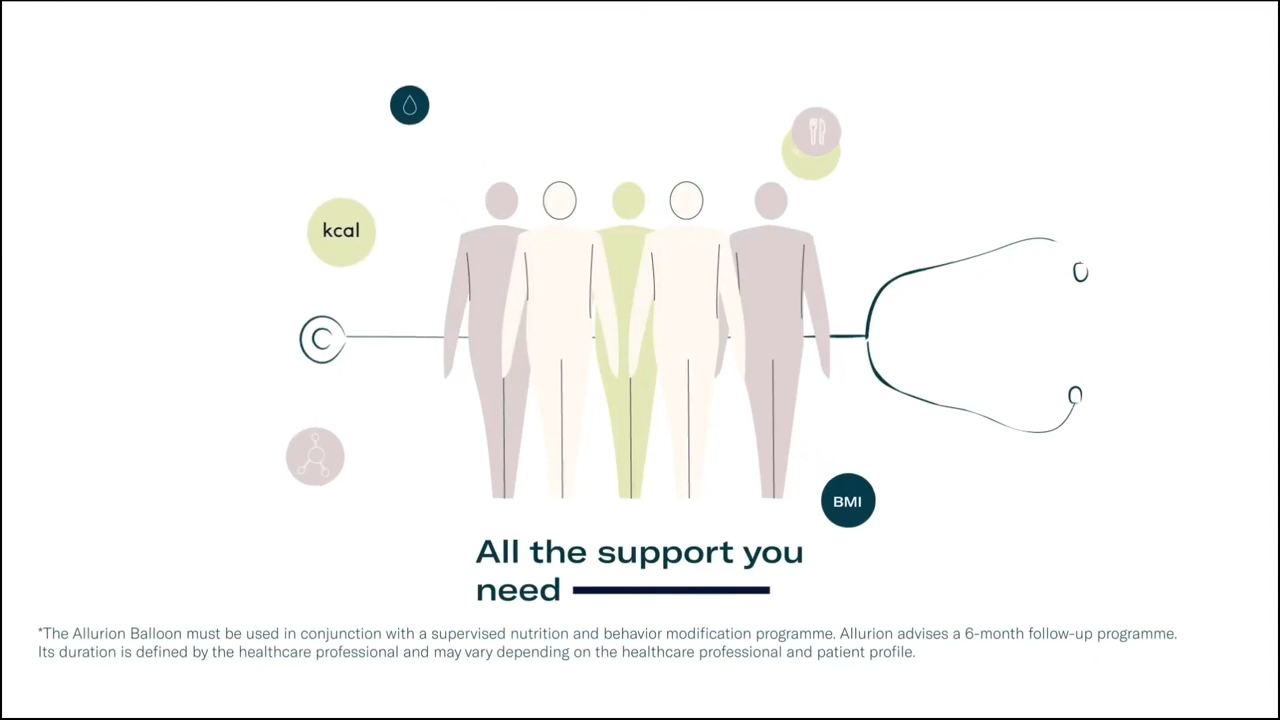 kcal
BMI
All the support you
need
*The Allurion Balloon must be used in conjunction with a supervised nutrition and behavior modification programme. Allurion advises a 6-month follow-up programme.
Its duration is defined by the healthcare professional and may vary depending on the healthcare professional and patient profile.